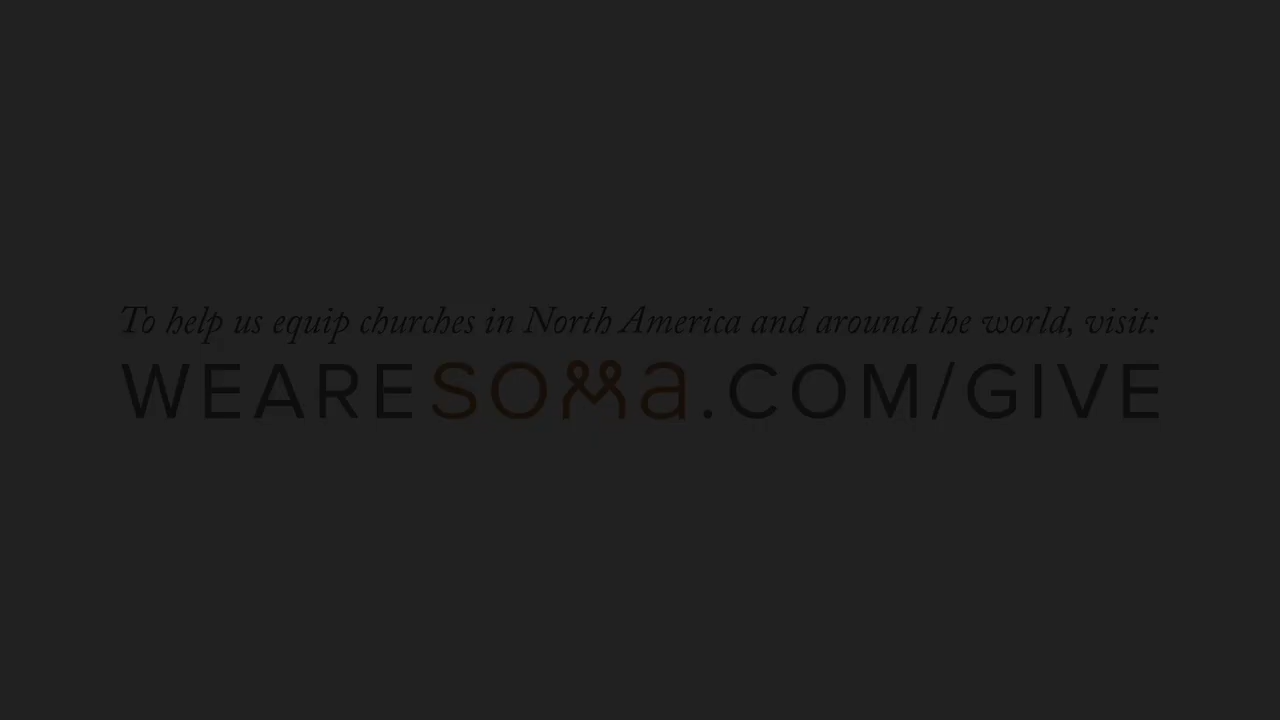 To help us equip churches in North America and around the world, visit:
WEARESOMa.COM/GIVE